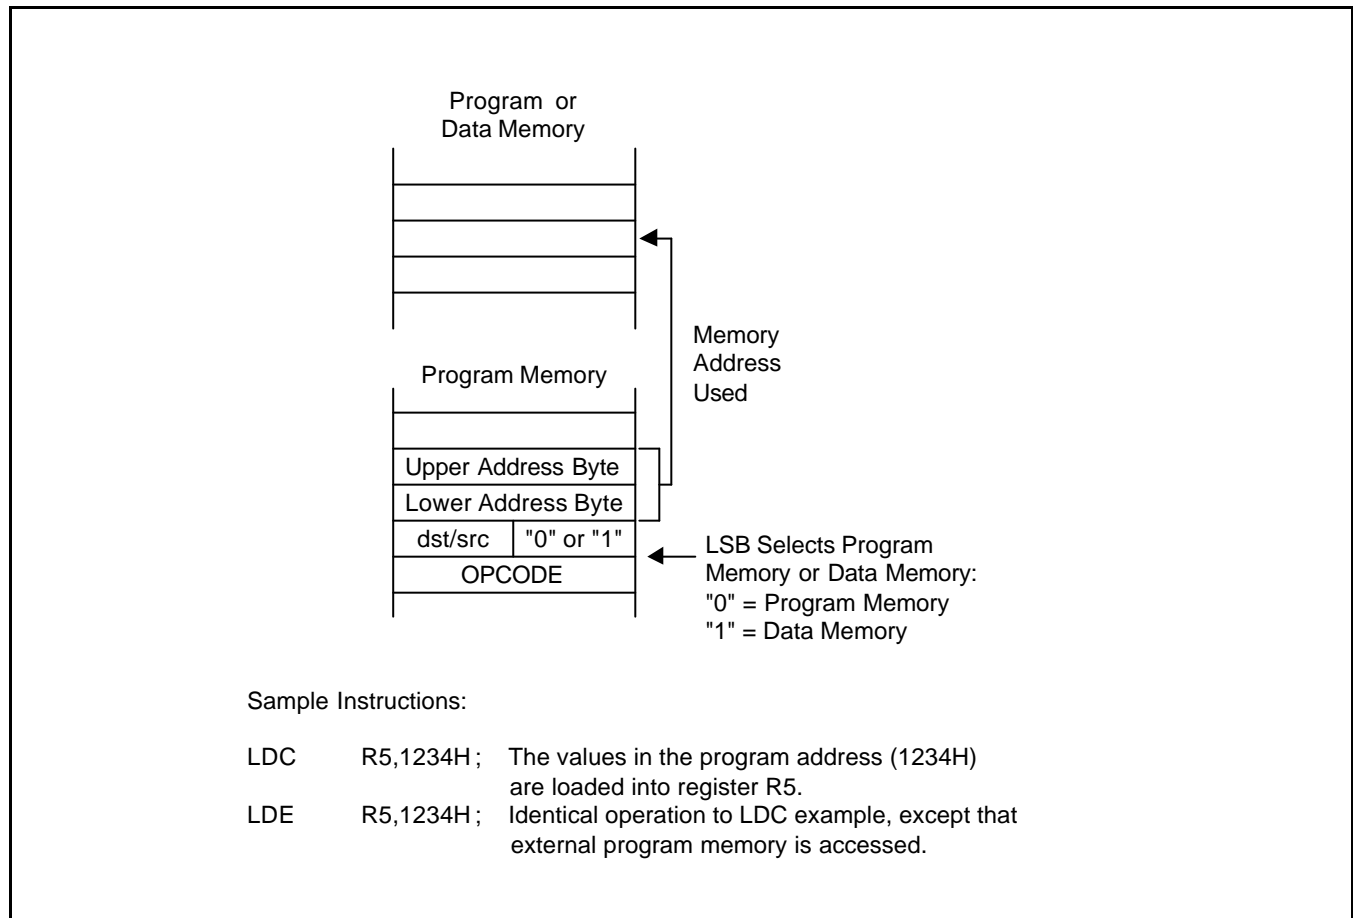 Program or
Data Memory
Memory
Address
Used
Program Memory
Upper Address Byte
Lower Address Byte
dst/src "0" or "1"
OPCODE
LSB Selects Program
Memory or Data Memory:
"0" = Program Memory
"1" = Data Memory
Sample Instructions:
LDC R5,1234H ; The values in the program address (1234H)
are loaded into register R5.
LDE R5,1234H ; Identical operation to LDC example, except that
external program memory is accessed.